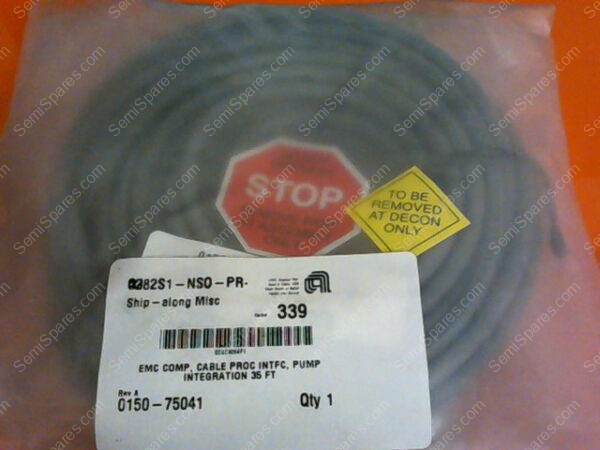 STOP
TO BE
REMOVED
AT DECON
ONLY
382S1-NSO-PR-
Ship-along Misc
339
EMC COMP, CABLE PROC INTFC, PUMP
INTEGRATION 35 FT
Rev A
0150-75041
Qty 1
SemiSpares.com